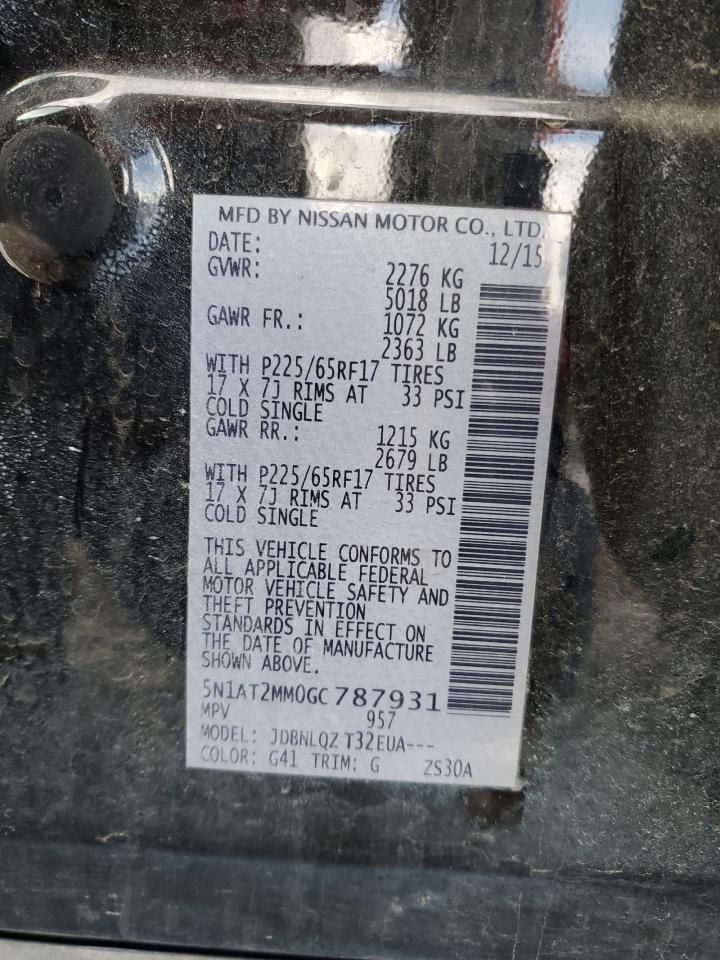 MFD BY NISSAN MOTOR CO., LTD.
DATE: 12/15
GVWR: 2276 KG
5018 LB
GAWR FR.: 1072 KG
2363 LB
WITH P225/65RF17 TIRES
17 X 7J RIMS AT 33 PSI
COLD SINGLE
GAWR RR.: 1215 KG
2679 LB
WITH P225/65RF17 TIRES
17 X 7J RIMS AT 33 PSI
COLD SINGLE
THIS VEHICLE CONFORMS TO
ALL APPLICABLE FEDERAL
MOTOR VEHICLE SAFETY AND
THEFT PREVENTION
STANDARDS IN EFFECT ON
THE DATE OF MANUFACTURE
SHOWN ABOVE.
5N1AT2MM0GC787931
MPV 957
MODEL: JDBNLQZ T32EUA---
COLOR: G41 TRIM: G ZS30A